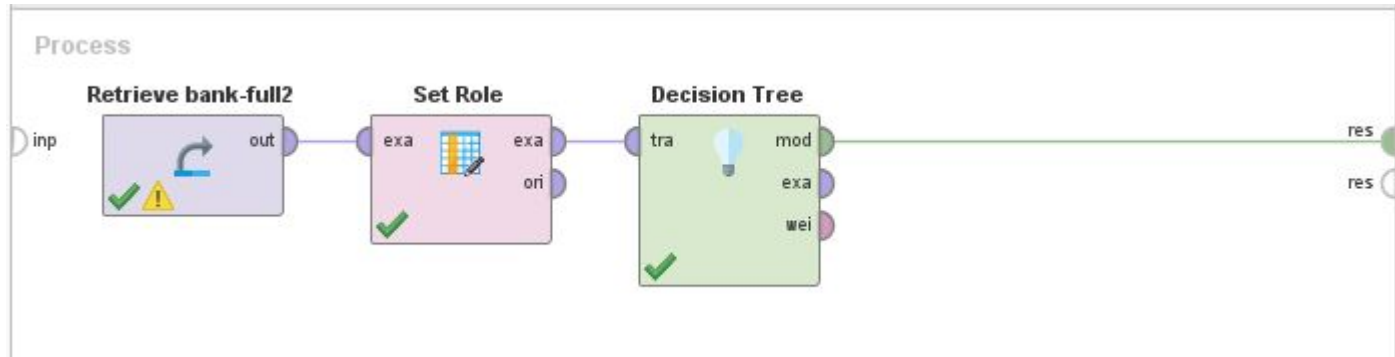 Process
Retrieve bank-full2
Set Role
Decision Tree
inp
out
exa
exa
tra
mod
res
ori
exa
res
wei